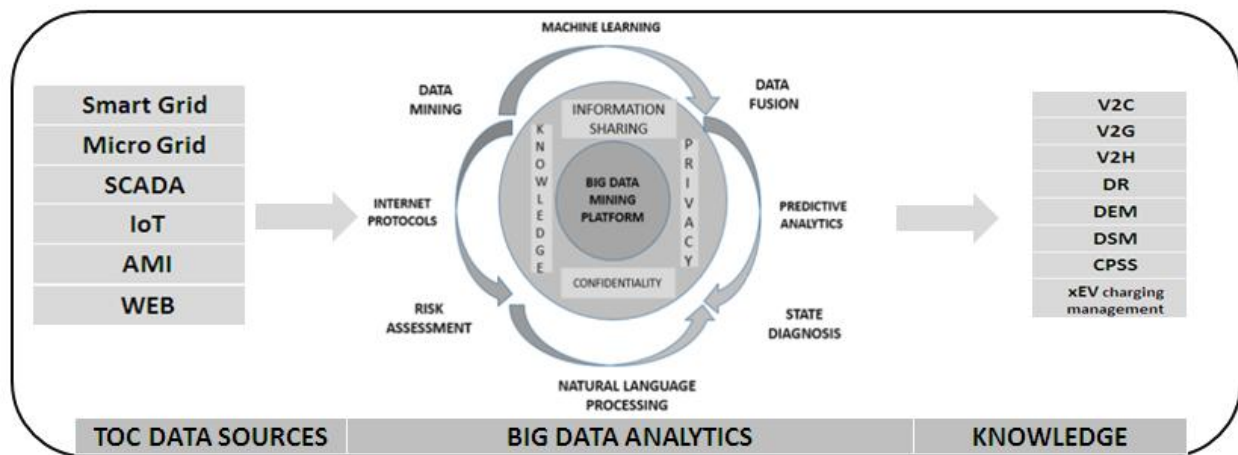 Smart Grid
Micro Grid
SCADA
IoT
AMI
WEB
MACHINE LEARNING
DATA
MINING
DATA
FUSION
INTERNET
PROTOCOLS
PREDICTIVE
ANALYTICS
RISK
ASSESSMENT
STATE
DIAGNOSIS
NATURAL LANGUAGE
PROCESSING
INFORMATION
SHARING
KNOWLEDGE
PRIVACY
CONFIDENTIALITY
BIG DATA
MINING
PLATFORM
V2C
V2G
V2H
DR
DEM
DSM
CPSS
xEV charging
management
TOC DATA SOURCES
BIG DATA ANALYTICS
KNOWLEDGE